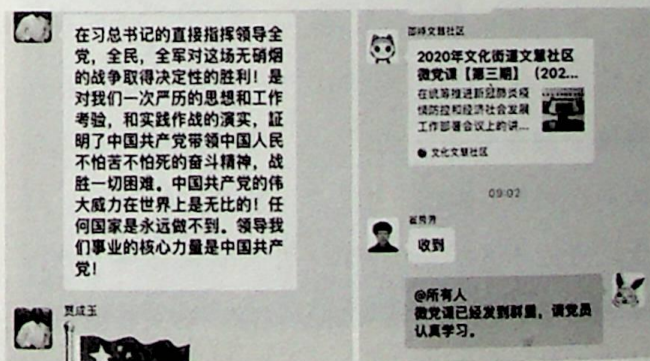 在习总书记的直接指挥领导全
党，全民，全军对这场无硝烟
的战争取得决定性的胜利！是
对我们一次严历的思想和工作
考验，和实践作战的演实，証
明了中国共产党带领中国人民
不怕苦不怕死的奋斗精神，战
胜一切困难。中国共产党的伟
大威力在世界上是无比的！任
何国家是永远做不到。领导我
们事业的核心力量是中国共产
党！
贾成玉
文慧社区
2020年文化街道文慧社区
微党课【第三期】（202...
在统筹推进新冠肺炎疫
情防控和经济社会发展
工作部署会议上的讲...
文化文慧社区
09:02
收到
@所有人
微党课已经发到群里，请党员
认真学习。